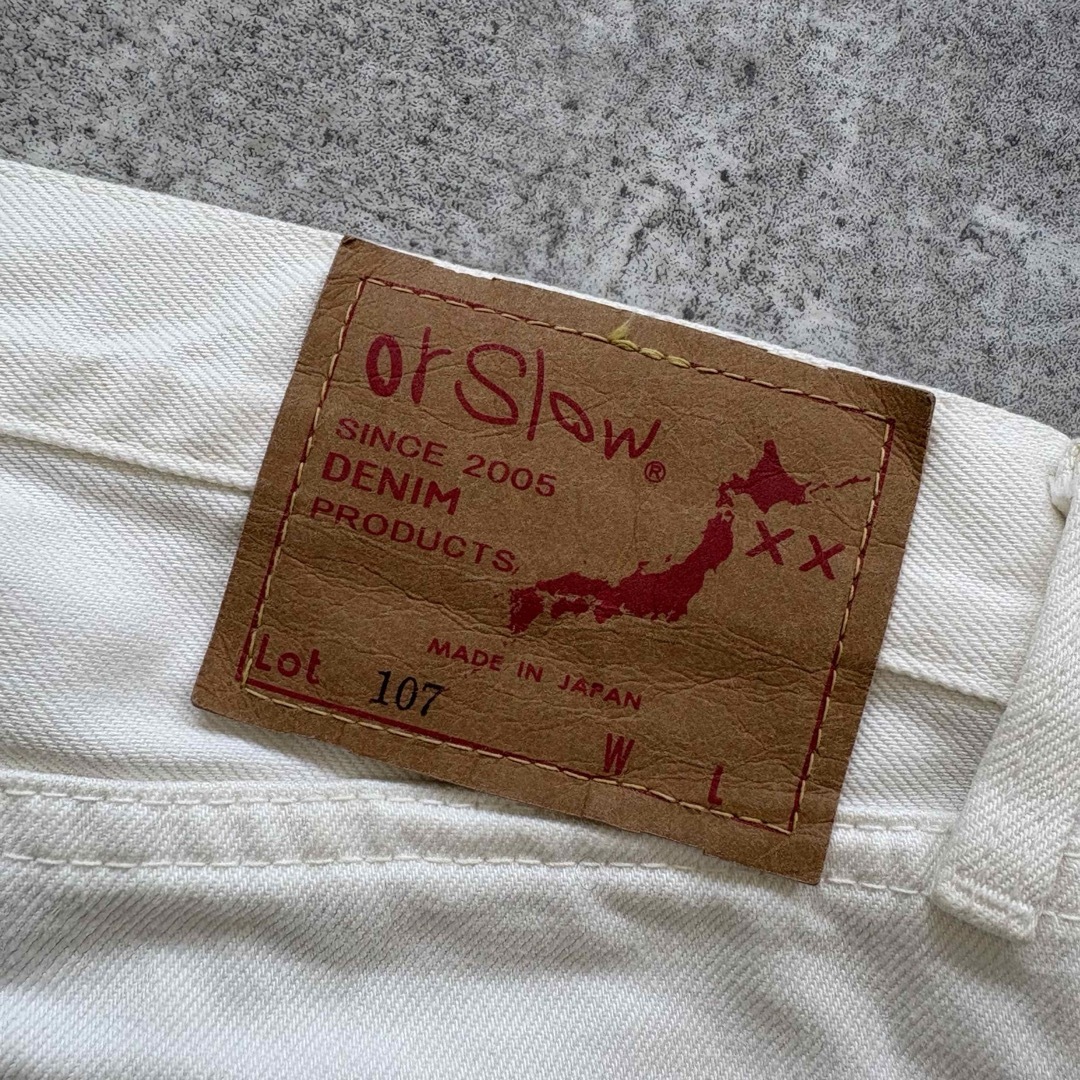 orSlow®
SINCE 2005
DENIM
PRODUCTS,
XX
MADE IN JAPAN
Lot 107
W L